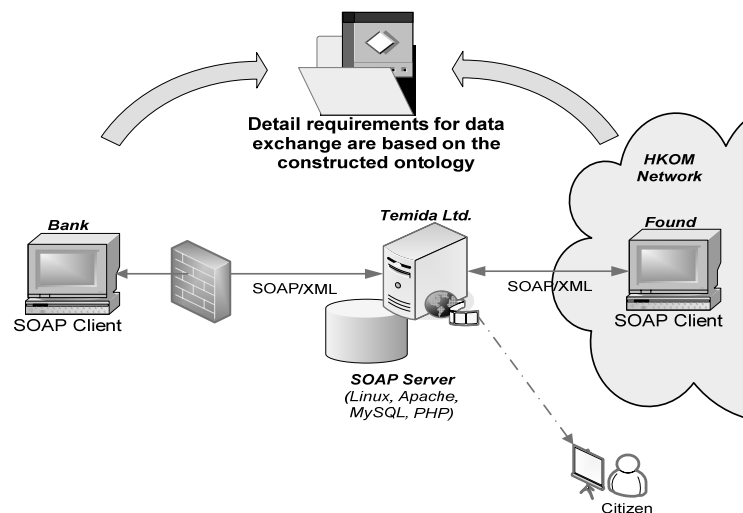 Detail requirements for data
exchange are based on the
constructed ontology
HKOM
Network
Bank
Temida Ltd.
Found
SOAP/XML
SOAP/XML
SOAP Client
SOAP Client
SOAP Server
(Linux, Apache,
MySQL, PHP)
Citizen